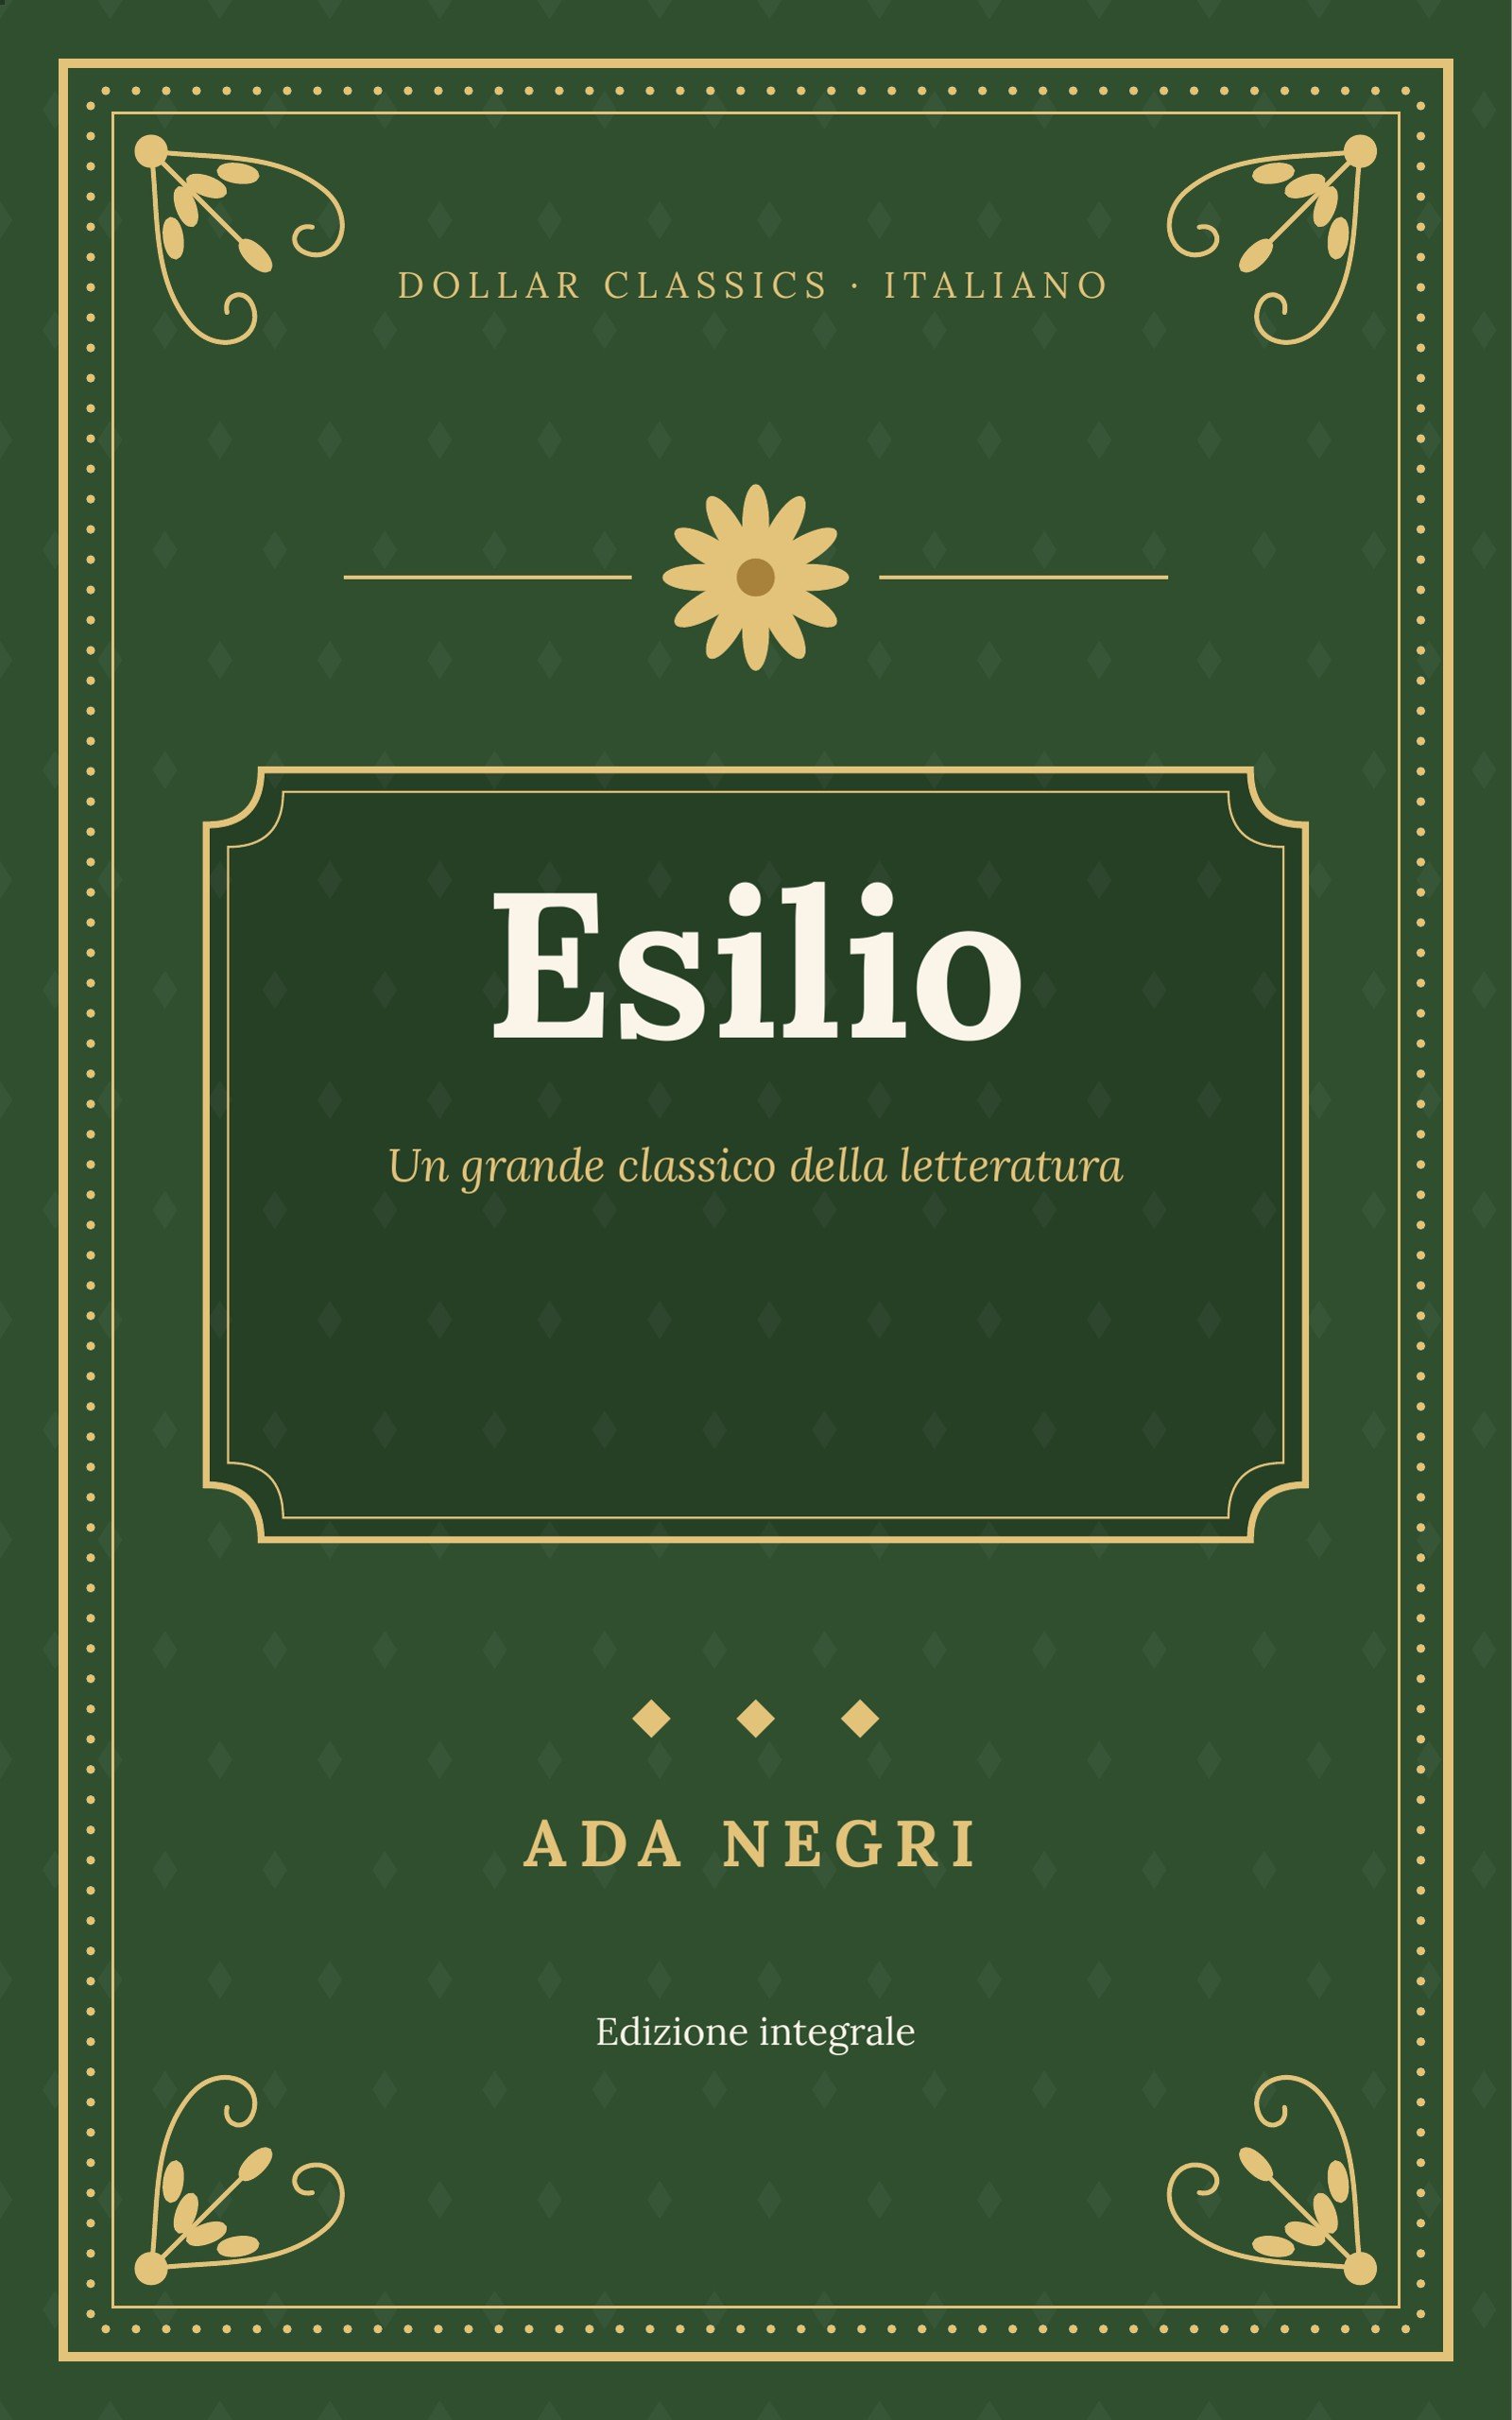 DOLLAR CLASSICS · ITALIANO
Esilio
Un grande classico della letteratura
ADA NEGRI
Edizione integrale